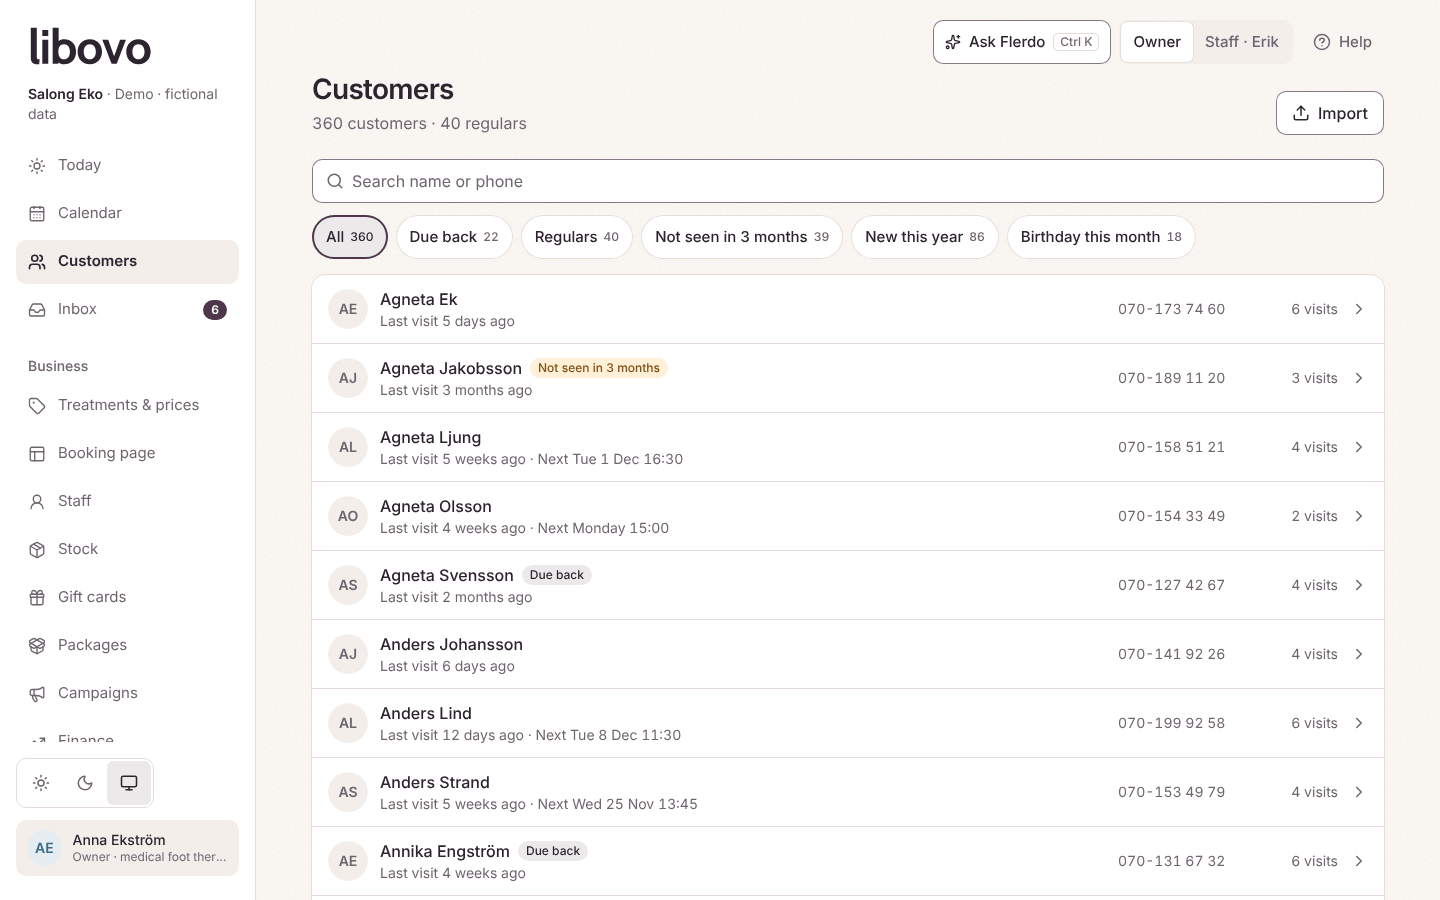 libovo
Salong Eko · Demo · fictional
data
Today
Calendar
Customers
Inbox 6
Business
Treatments & prices
Booking page
Staff
Stock
Gift cards
Packages
Campaigns
Finance
AE Anna Ekström
Owner · medical foot ther...
Ask Flerdo Ctrl K Owner Staff · Erik Help
Customers
360 customers · 40 regulars
Import
Search name or phone
All 360 Due back 22 Regulars 40 Not seen in 3 months 39 New this year 86 Birthday this month 18
AE Agneta Ek 070-173 74 60 6 visits
Last visit 5 days ago
AJ Agneta Jakobsson Not seen in 3 months 070-189 11 20 3 visits
Last visit 3 months ago
AL Agneta Ljung 070-158 51 21 4 visits
Last visit 5 weeks ago · Next Tue 1 Dec 16:30
AO Agneta Olsson 070-154 33 49 2 visits
Last visit 4 weeks ago · Next Monday 15:00
AS Agneta Svensson Due back 070-127 42 67 4 visits
Last visit 2 months ago
AJ Anders Johansson 070-141 92 26 4 visits
Last visit 6 days ago
AL Anders Lind 070-199 92 58 6 visits
Last visit 12 days ago · Next Tue 8 Dec 11:30
AS Anders Strand 070-153 49 79 4 visits
Last visit 5 weeks ago · Next Wed 25 Nov 13:45
AE Annika Engström Due back 070-131 67 32 6 visits
Last visit 4 weeks ago